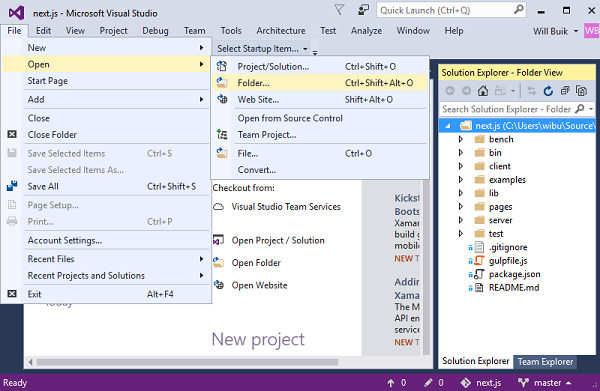 next.js - Microsoft Visual Studio
Quick Launch (Ctrl+Q)
File Edit View Project Debug Team Tools Architecture Test Analyze Window Help Will Buik WB
New
Open
Start Page
Add
Close
Close Folder
Save Selected Items Ctrl+S
Save Selected Items As...
Save All Ctrl+Shift+S
Page Setup...
Print... Ctrl+P
Account Settings...
Recent Files
Recent Projects and Solutions
Exit Alt+F4
Select Startup Item...
Project/Solution... Ctrl+Shift+O
Folder... Ctrl+Shift+Alt+O
Web Site... Shift+Alt+O
Open from Source Control
Team Project...
File... Ctrl+O
Convert...
Checkout from:
Visual Studio Team Services
Open Project / Solution
Open Folder
Open Website
New project
Today
Kickst
Boots
Xamar
build g
mobile
NEW T
Addin
Xama
The M
API en
service
NEW T
Solution Explorer - Folder View
Search Solution Explorer - Folder
next.js (C:\Users\wibu\Source\
bench
bin
client
examples
lib
pages
server
test
.gitignore
gulpfile.js
package.json
README.md
Solution Explorer Team Explorer
Ready 0 0 next.js master